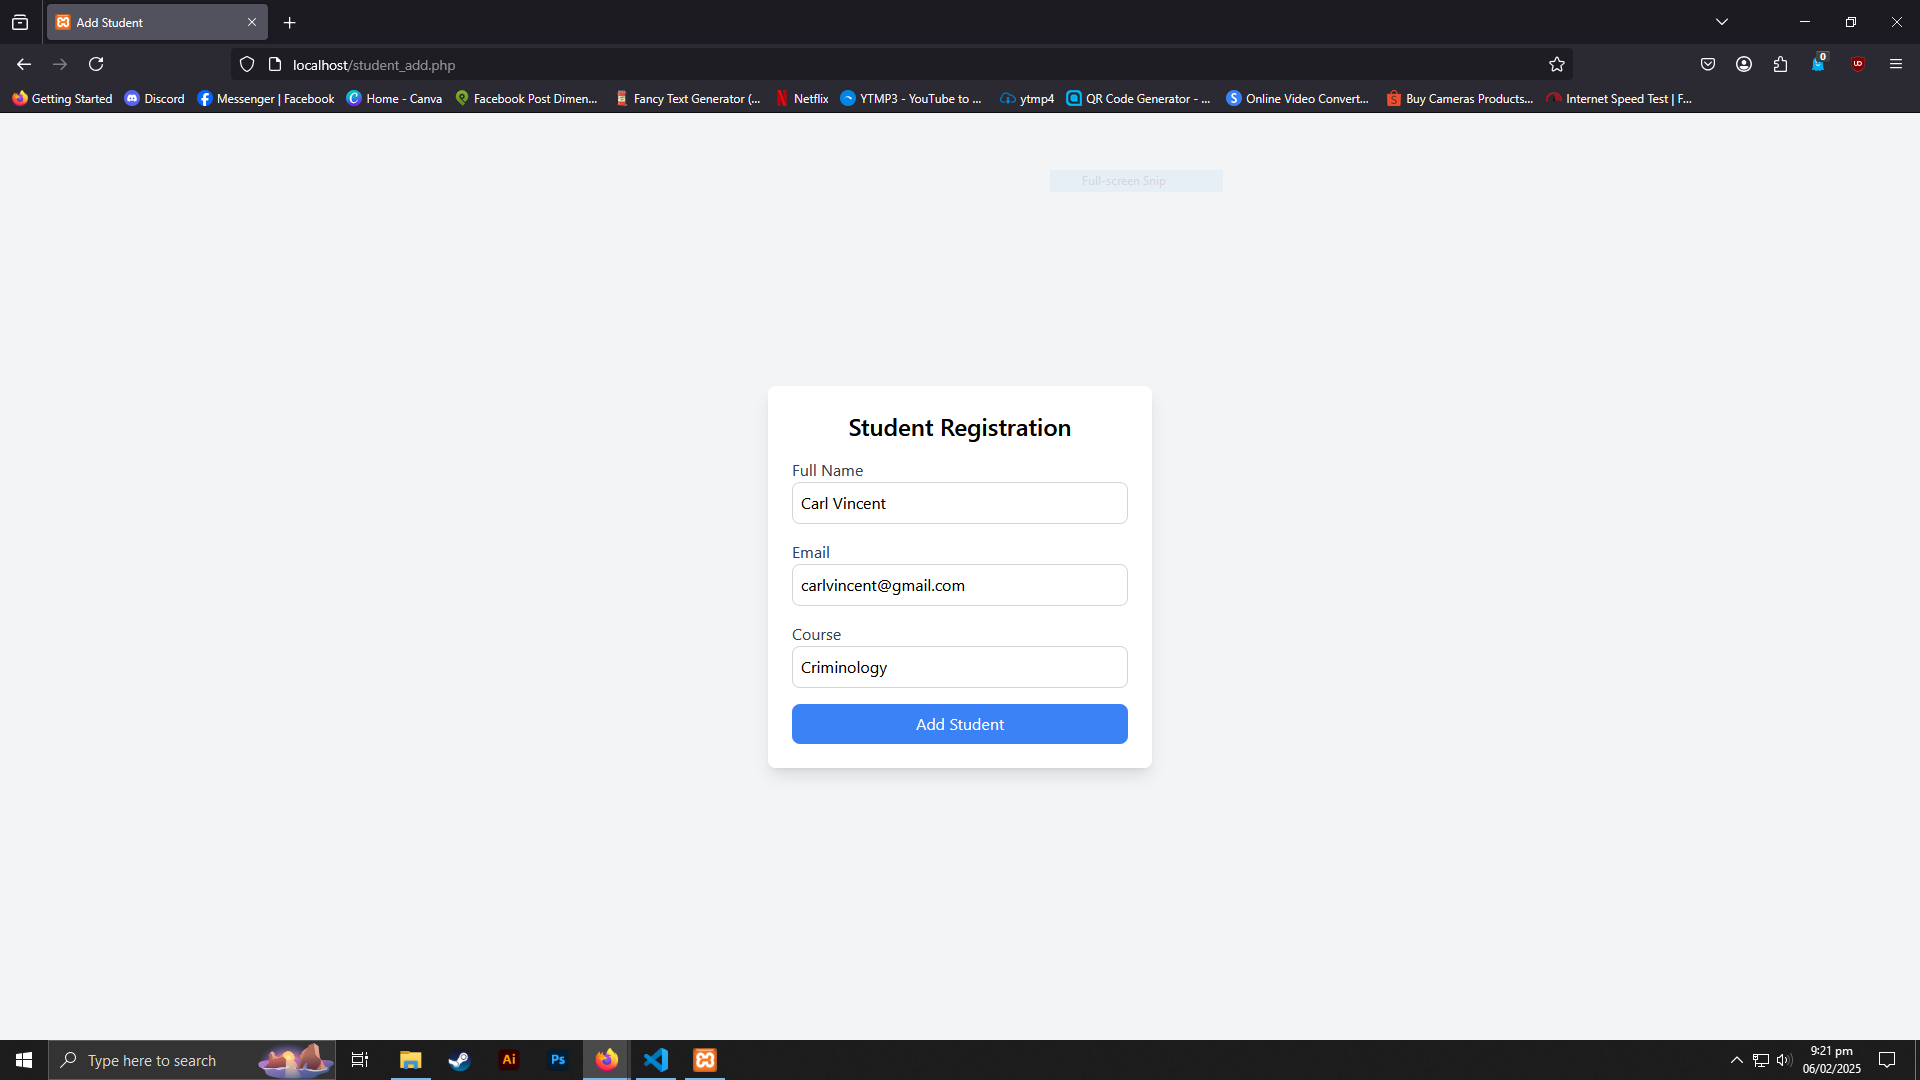 Add Student
localhost/student_add.php
Getting Started
Discord
Messenger | Facebook
Home - Canva
Facebook Post Dimen...
Fancy Text Generator (...
Netflix
YTMP3 - YouTube to ...
ytmp4
QR Code Generator - ...
Online Video Convert...
Buy Cameras Products...
Internet Speed Test | F...
0
Full-screen Snip
Student Registration
Full Name
Carl Vincent
Email
carlvincent@gmail.com
Course
Criminology
Add Student
Type here to search
Ai
Ps
9:21 pm
06/02/2025